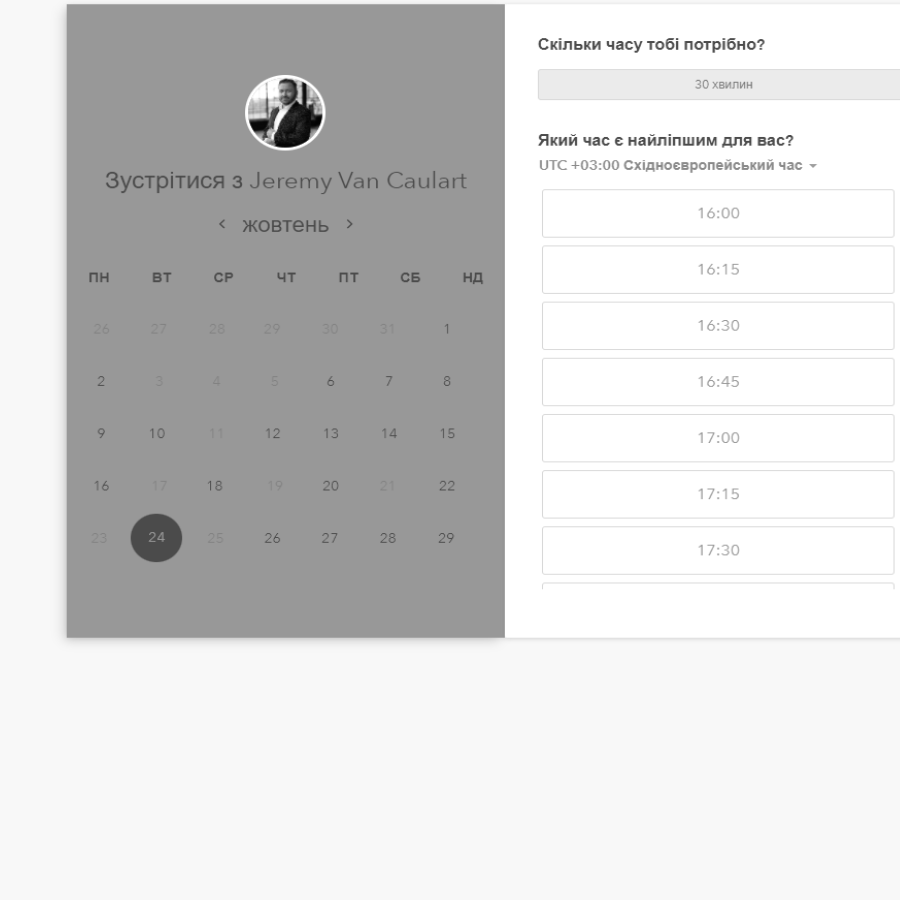 Зустрітися з Jeremy Van Caulart
< жовтень >
ПН ВТ СР ЧТ ПТ СБ НД
26 27 28 29 30 31 1
2 3 4 5 6 7 8
9 10 11 12 13 14 15
16 17 18 19 20 21 22
23 24 25 26 27 28 29
Скільки часу тобі потрібно?
30 хвилин
Який час є найліпшим для вас?
UTC +03:00 Східноєвропейський час
16:00
16:15
16:30
16:45
17:00
17:15
17:30